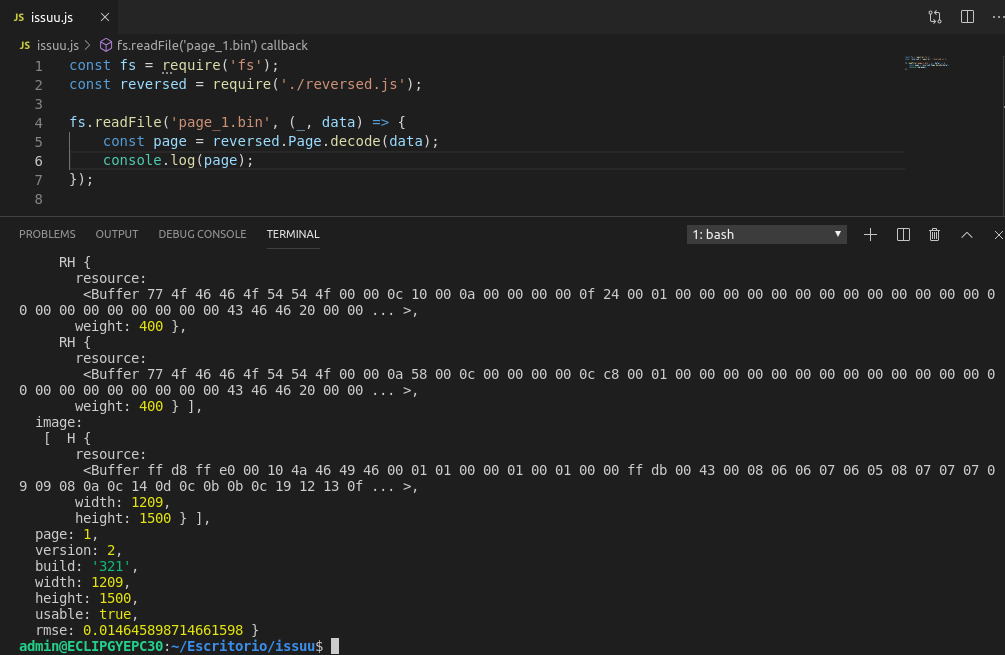 JS issuu.js ×
JS issuu.js > fs.readFile('page_1.bin') callback
1 const fs = require('fs');
2 const reversed = require('./reversed.js');
3
4 fs.readFile('page_1.bin', (_, data) => {
5     const page = reversed.Page.decode(data);
6     console.log(page);
7 });
8
PROBLEMS OUTPUT DEBUG CONSOLE TERMINAL 1: bash
RH {
resource:
<Buffer 77 4f 46 46 4f 54 54 4f 00 00 0c 10 00 0a 00 00 00 00 0f 24 00 01 00 00 00 00 00 00 00 00 00 00 00 00 00 0
0 00 00 00 00 00 00 00 00 43 46 46 20 00 00 ... >,
weight: 400 },
RH {
resource:
<Buffer 77 4f 46 46 4f 54 54 4f 00 00 0a 58 00 0c 00 00 00 00 0c c8 00 01 00 00 00 00 00 00 00 00 00 00 00 00 00 0
0 00 00 00 00 00 00 00 00 43 46 46 20 00 00 ... >,
weight: 400 } ],
image:
[ H {
resource:
<Buffer ff d8 ff e0 00 10 4a 46 49 46 00 01 01 00 00 01 00 01 00 00 ff db 00 43 00 08 06 06 07 06 05 08 07 07 07 0
9 09 08 0a 0c 14 0d 0c 0b 0b 0c 19 12 13 0f ... >,
width: 1209,
height: 1500 } ],
page: 1,
version: 2,
build: '321',
width: 1209,
height: 1500,
usable: true,
rmse: 0.014645898714661598 }
admin@ECLIPGYEPC30:~/Escritorio/issuu$